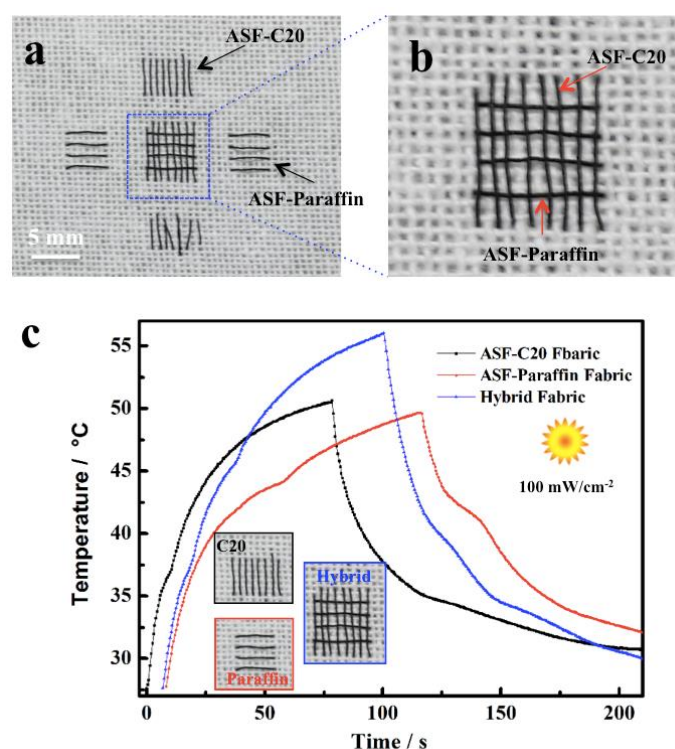 a
ASF-C20
ASF-Paraffin
5 mm
b
ASF-C20
ASF-Paraffin
c
Temperature / °C
55
50
45
40
35
30
ASF-C20 Fbaric
ASF-Paraffin Fabric
Hybrid Fabric
100 mW/cm⁻²
C20
Hybrid
Paraffin
0 50 100 150 200
Time / s